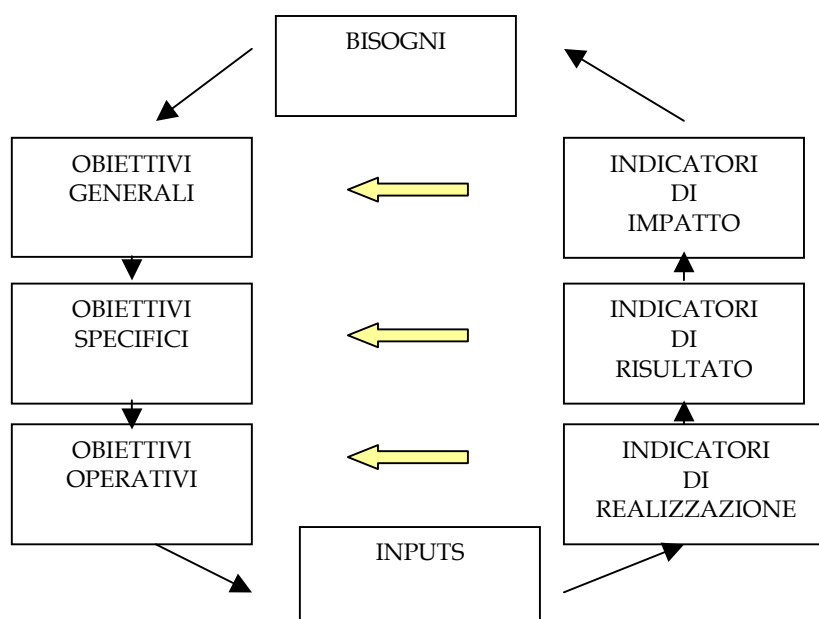 BISOGNI
OBIETTIVI
GENERALI
INDICATORI
DI
IMPATTO
OBIETTIVI
SPECIFICI
INDICATORI
DI
RISULTATO
OBIETTIVI
OPERATIVI
INDICATORI
DI
REALIZZAZIONE
INPUTS